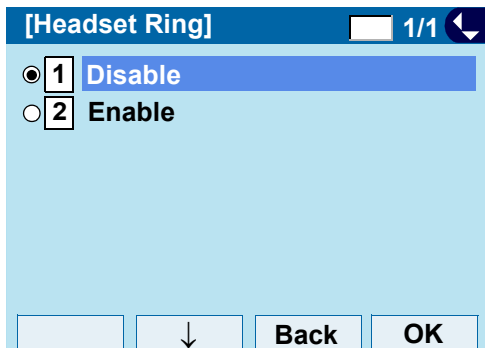 [Headset Ring] 1/1
1 Disable
2 Enable
↓ Back OK